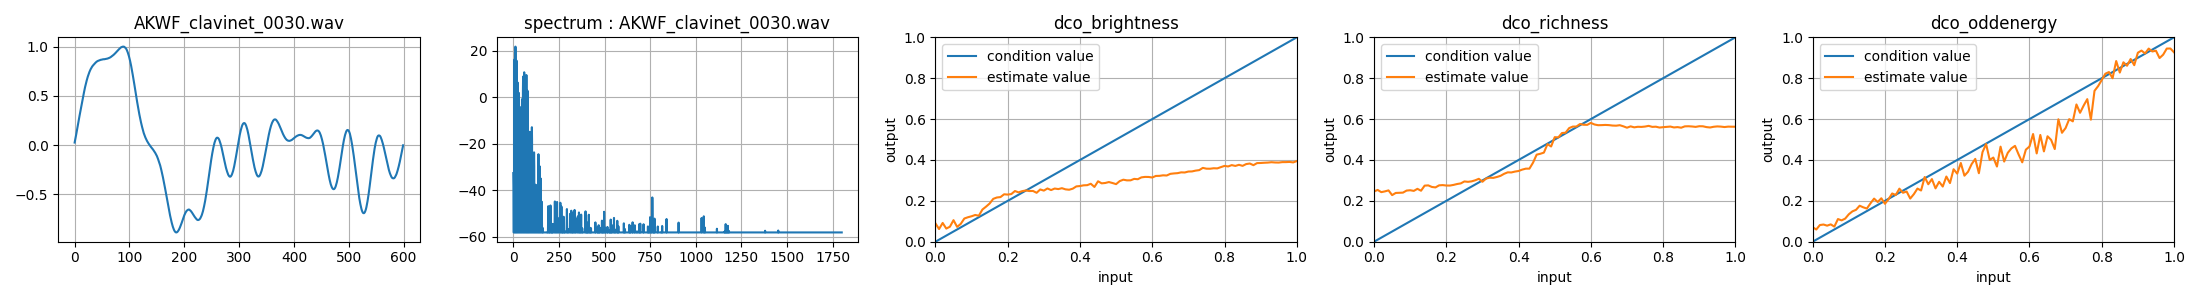 AKWF_clavinet_0030.wav
1.0
0.5
0.0
−0.5
0 100 200 300 400 500 600
spectrum : AKWF_clavinet_0030.wav
20
0
−20
−40
−60
0 250 500 750 1000 1250 1500 1750
dco_brightness
condition value
estimate value
output
1.0
0.8
0.6
0.4
0.2
0.0
0.0 0.2 0.4 0.6 0.8 1.0
input
dco_richness
condition value
estimate value
output
1.0
0.8
0.6
0.4
0.2
0.0
0.0 0.2 0.4 0.6 0.8 1.0
input
dco_oddenergy
condition value
estimate value
output
1.0
0.8
0.6
0.4
0.2
0.0
0.0 0.2 0.4 0.6 0.8 1.0
input